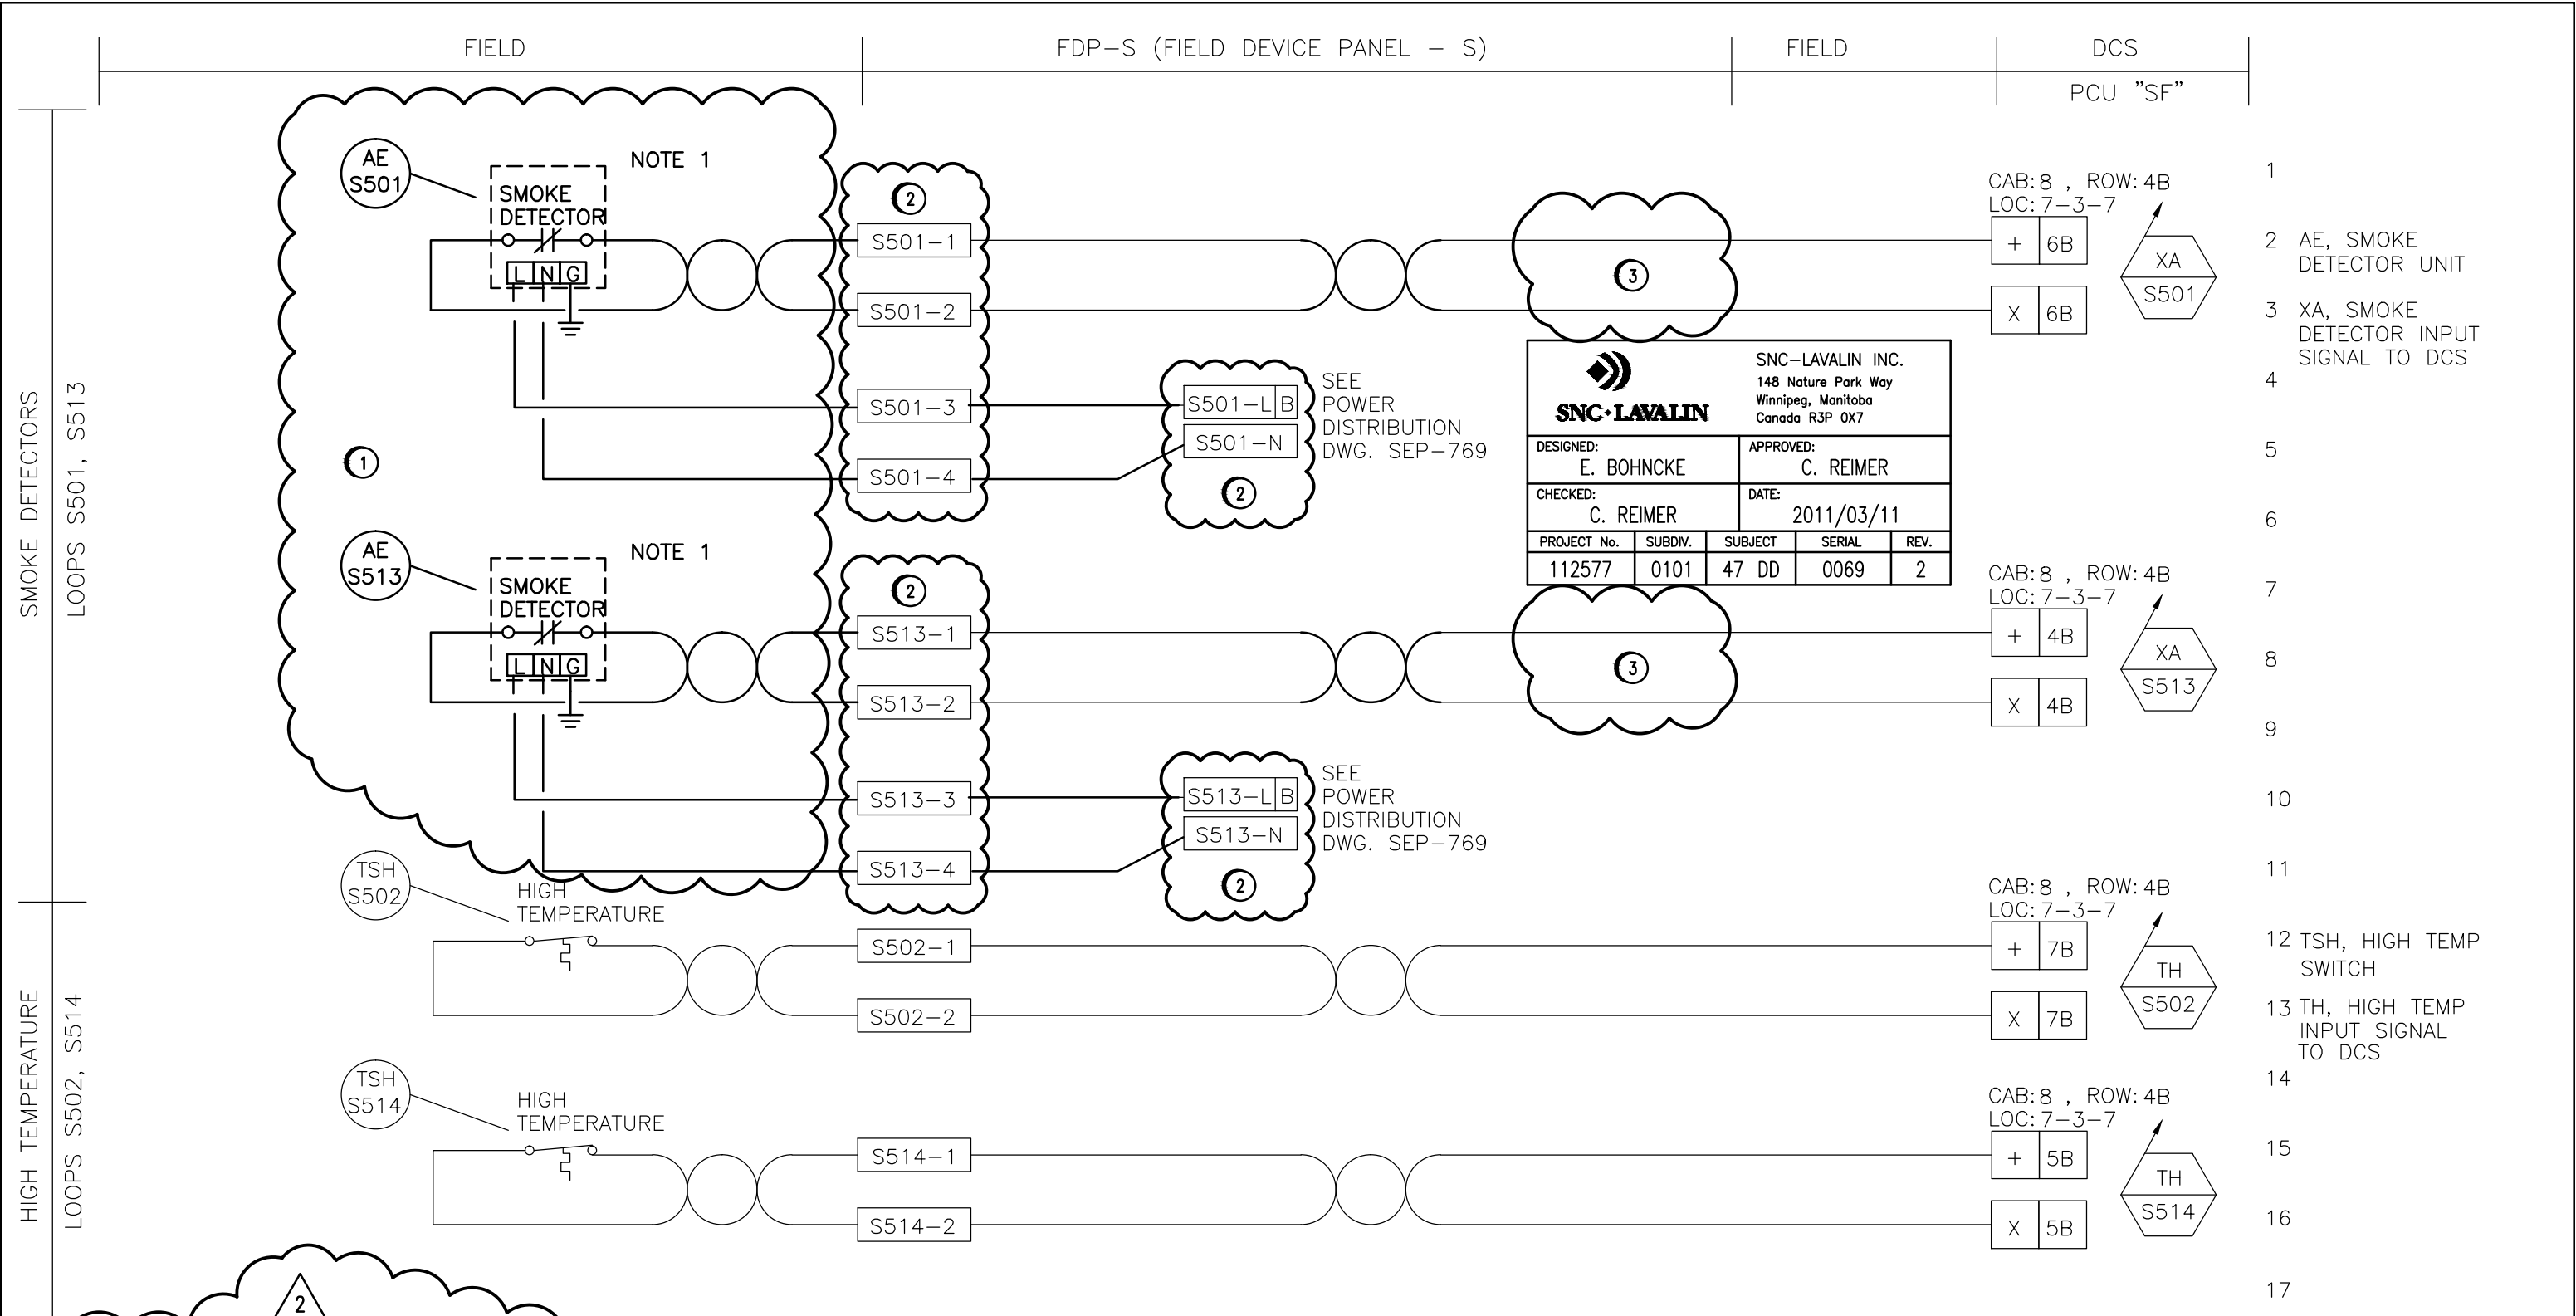 FIELD
FDP-S (FIELD DEVICE PANEL - S)
FIELD
DCS
PCU "SF"
SMOKE DETECTORS
LOOPS S501, S513
AE
S501
NOTE 1
SMOKE
DETECTOR
L N G
1
2
S501-1
S501-2
S501-3
S501-4
S501-L B
S501-N
2
SEE
POWER
DISTRIBUTION
DWG. SEP-769
3
CAB: 8 , ROW: 4B
LOC: 7-3-7
+ 6B
X 6B
XA
S501
1
2 AE, SMOKE
DETECTOR UNIT
3 XA, SMOKE
DETECTOR INPUT
SIGNAL TO DCS
4
5
6
SNC-LAVALIN
SNC-LAVALIN INC.
148 Nature Park Way
Winnipeg, Manitoba
Canada R3P 0X7
DESIGNED:
E. BOHNCKE
APPROVED:
C. REIMER
CHECKED:
C. REIMER
DATE:
2011/03/11
PROJECT No. SUBDIV. SUBJECT SERIAL REV.
112577 0101 47 DD 0069 2
AE
S513
NOTE 1
SMOKE
DETECTOR
L N G
2
S513-1
S513-2
S513-3
S513-4
S513-L B
S513-N
2
SEE
POWER
DISTRIBUTION
DWG. SEP-769
3
CAB: 8 , ROW: 4B
LOC: 7-3-7
+ 4B
X 4B
XA
S513
7
8
9
10
11
HIGH TEMPERATURE
LOOPS S502, S514
TSH
S502
HIGH
TEMPERATURE
S502-1
S502-2
CAB: 8 , ROW: 4B
LOC: 7-3-7
+ 7B
X 7B
TH
S502
12 TSH, HIGH TEMP
SWITCH
13 TH, HIGH TEMP
INPUT SIGNAL
TO DCS
14
TSH
S514
HIGH
TEMPERATURE
S514-1
S514-2
CAB: 8 , ROW: 4B
LOC: 7-3-7
+ 5B
X 5B
TH
S514
15
16
17
2